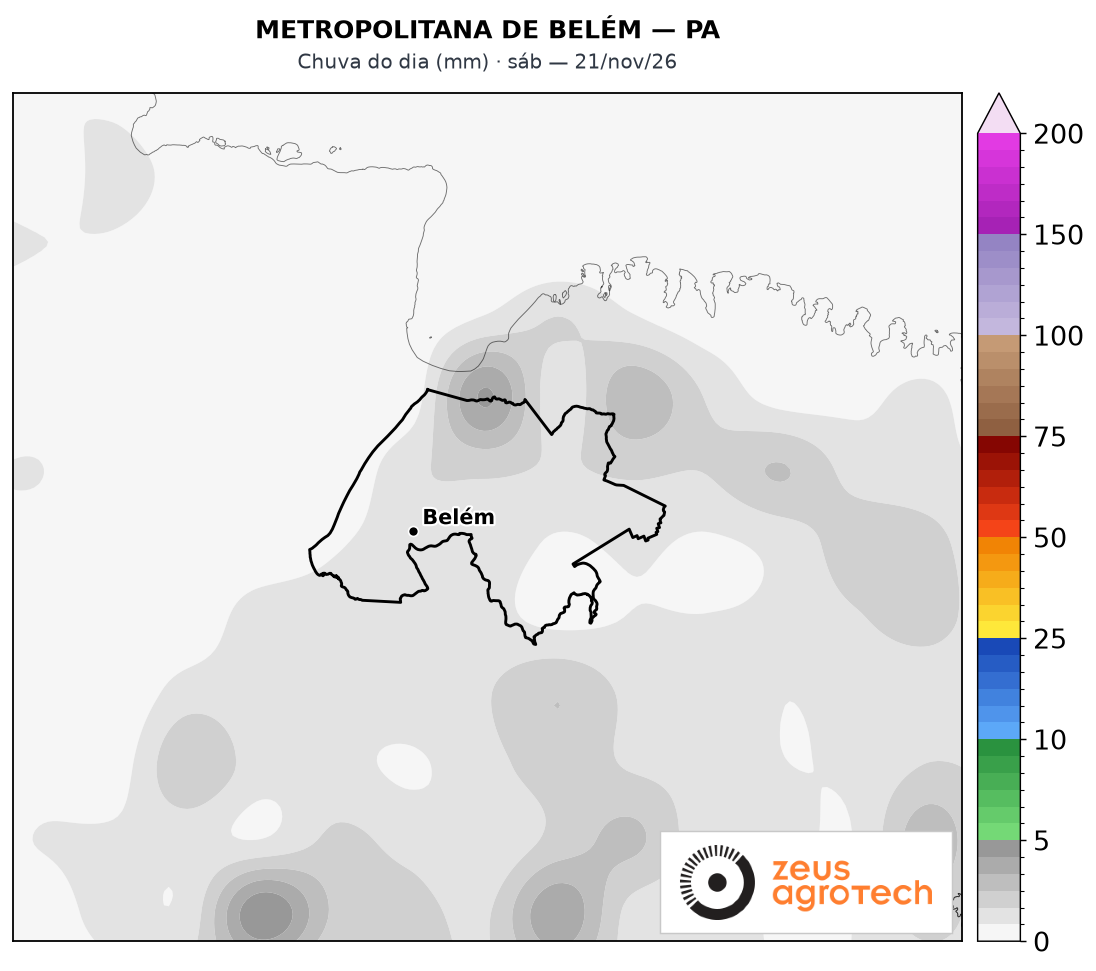 METROPOLITANA DE BELÉM — PA
Chuva do dia (mm) · sáb — 21/nov/26
200
150
100
75
50
25
10
5
0
Belém
zeus
agroTech